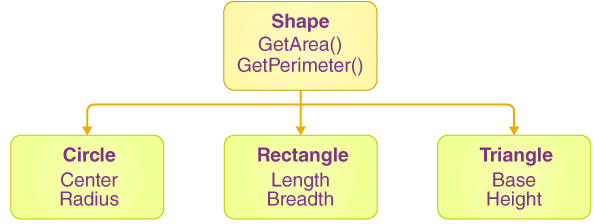 Shape
GetArea()
GetPerimeter()
Circle
Center
Radius
Rectangle
Length
Breadth
Triangle
Base
Height